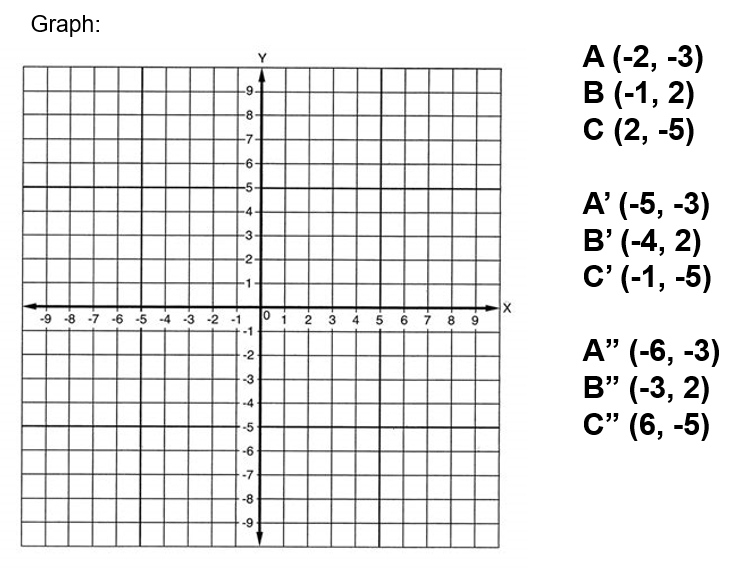 Graph:
Y
9
8
7
6
5
4
3
2
1
-9 -8 -7 -6 -5 -4 -3 -2 -1 0 1 2 3 4 5 6 7 8 9 X
-1
-2
-3
-4
-5
-6
-7
-8
-9
A (-2, -3)
B (-1, 2)
C (2, -5)
A’ (-5, -3)
B’ (-4, 2)
C’ (-1, -5)
A” (-6, -3)
B” (-3, 2)
C” (6, -5)